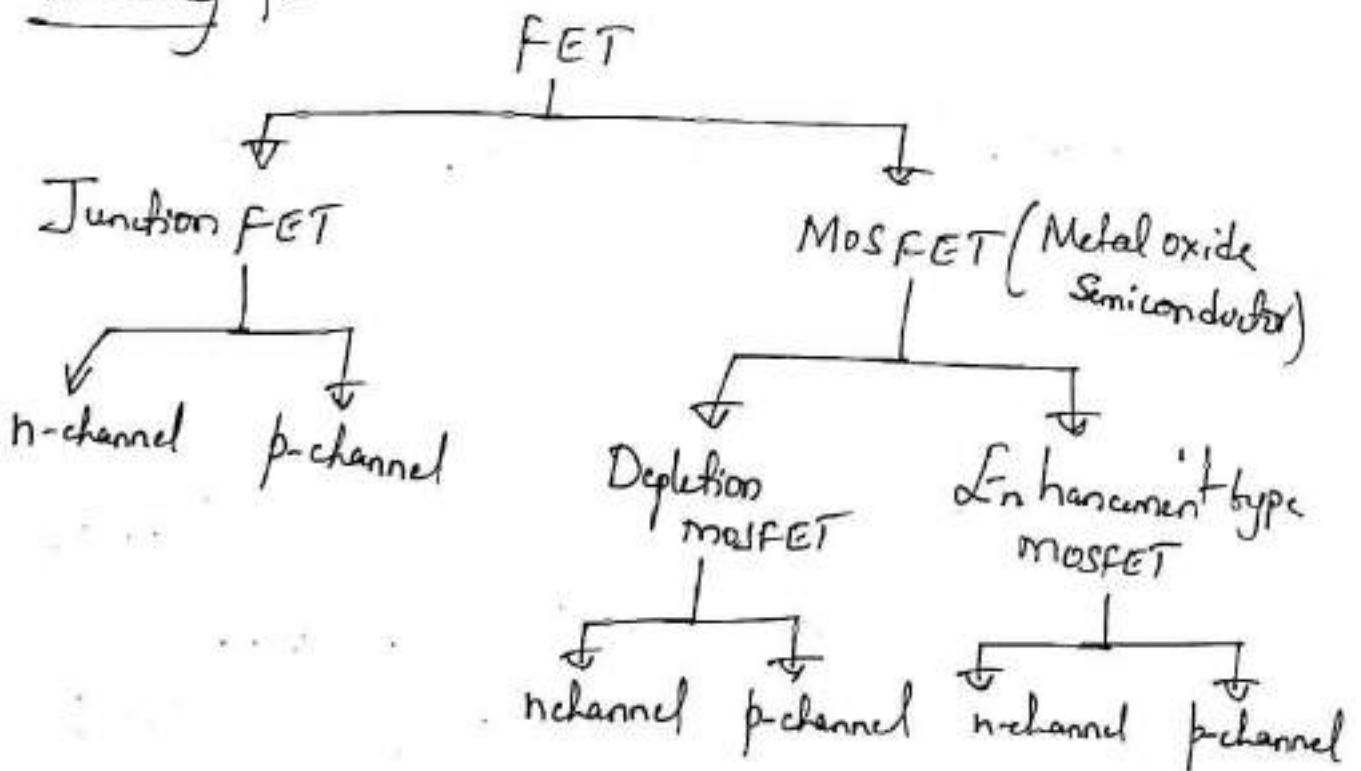 FET
Junction FET
MOSFET (Metal oxide
Semiconductor)
n-channel p-channel
Depletion
MOSFET
Enhancement type
MOSFET
nchannel p-channel n-channel p-channel